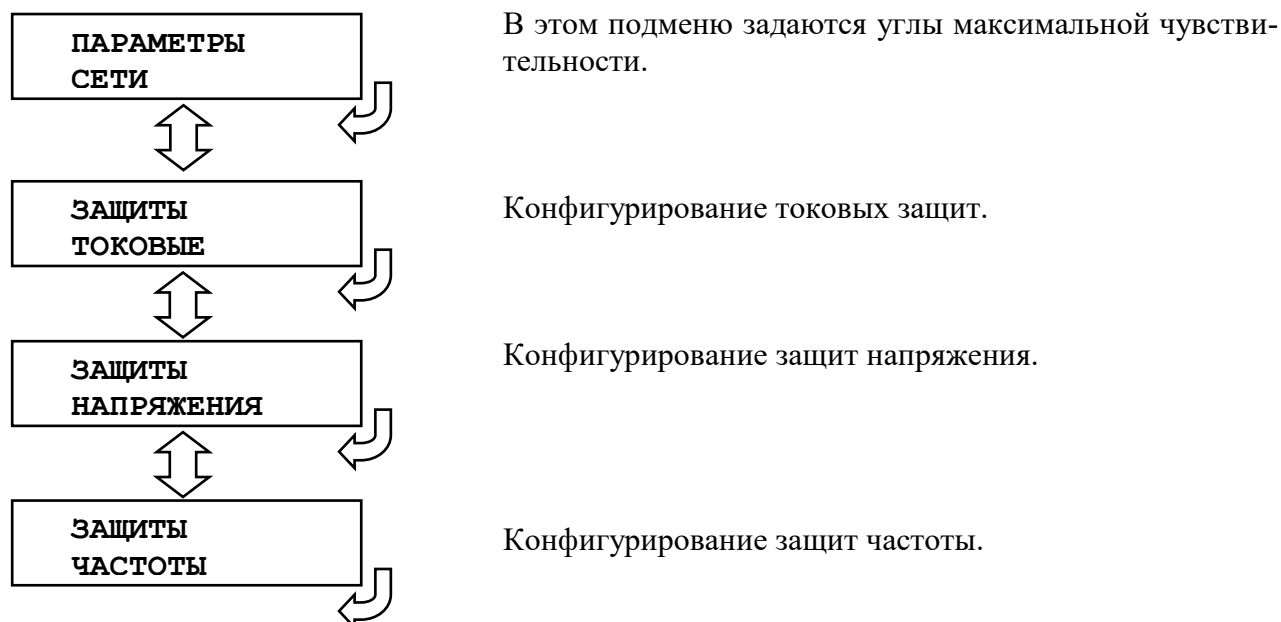 ПАРАМЕТРЫ
СЕТИ
В этом подменю задаются углы максимальной чувстви-
тельности.
ЗАЩИТЫ
ТОКОВЫЕ
Конфигурирование токовых защит.
ЗАЩИТЫ
НАПРЯЖЕНИЯ
Конфигурирование защит напряжения.
ЗАЩИТЫ
ЧАСТОТЫ
Конфигурирование защит частоты.